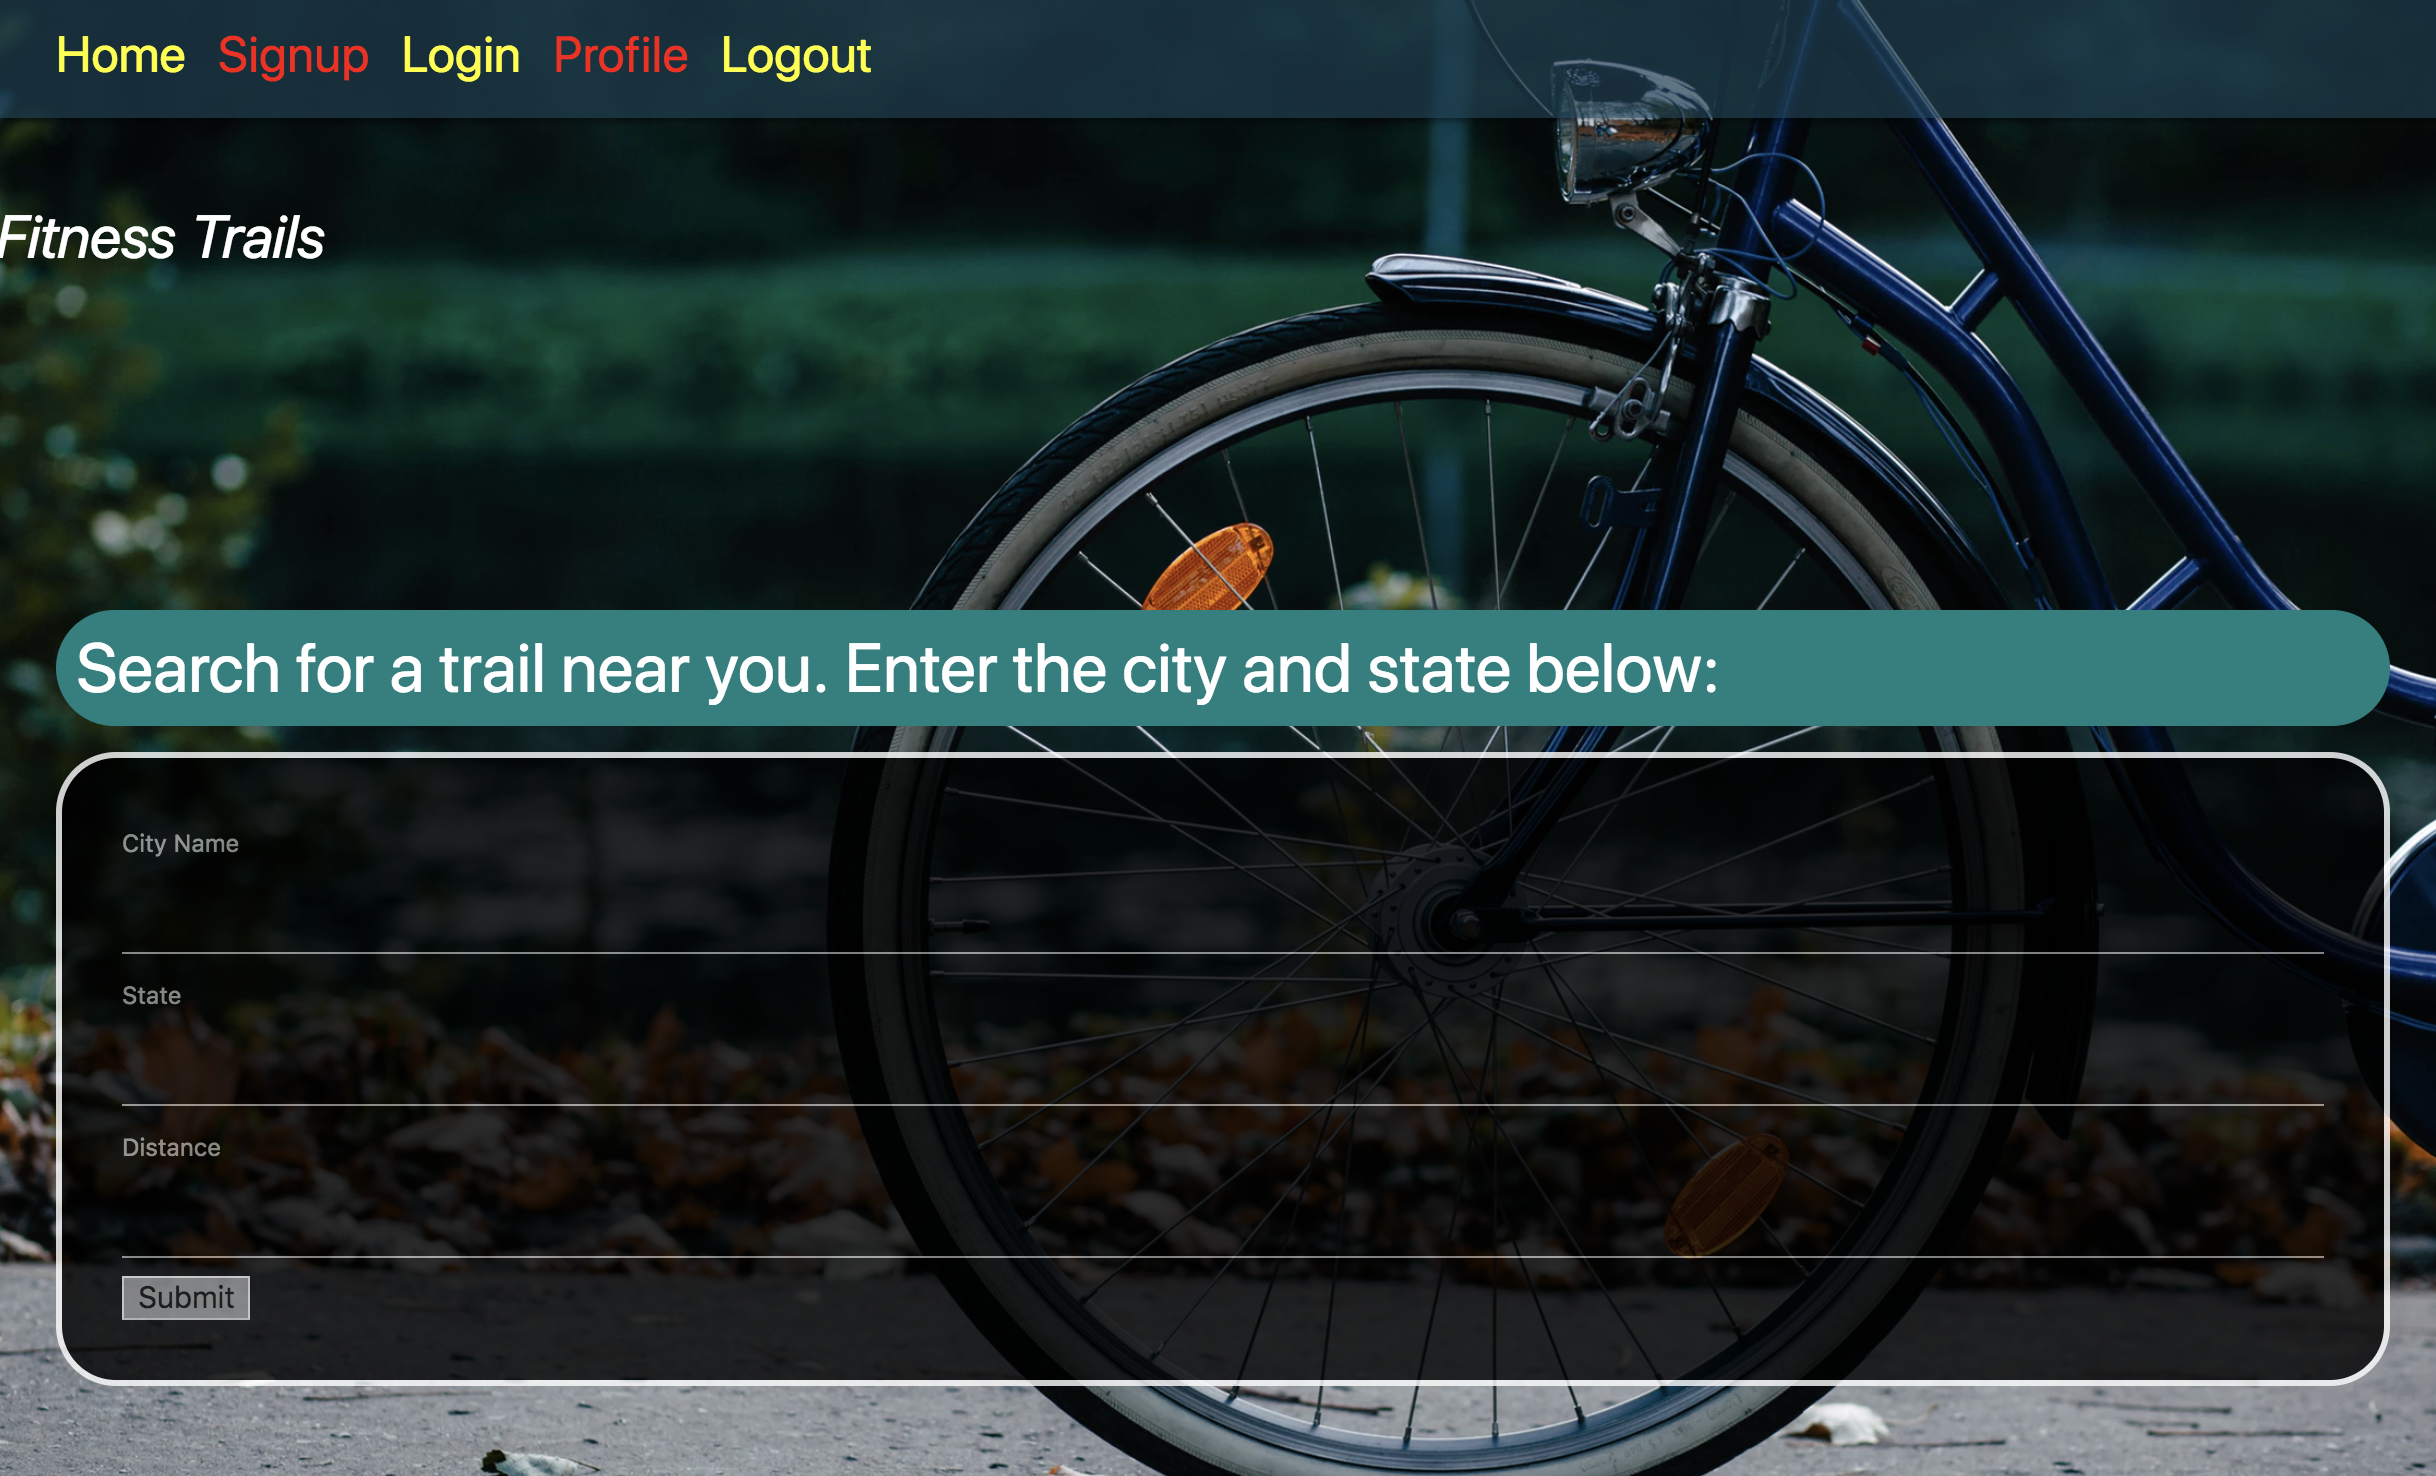 Home Signup Login Profile Logout
Fitness Trails
Search for a trail near you. Enter the city and state below:
City Name
State
Distance
Submit